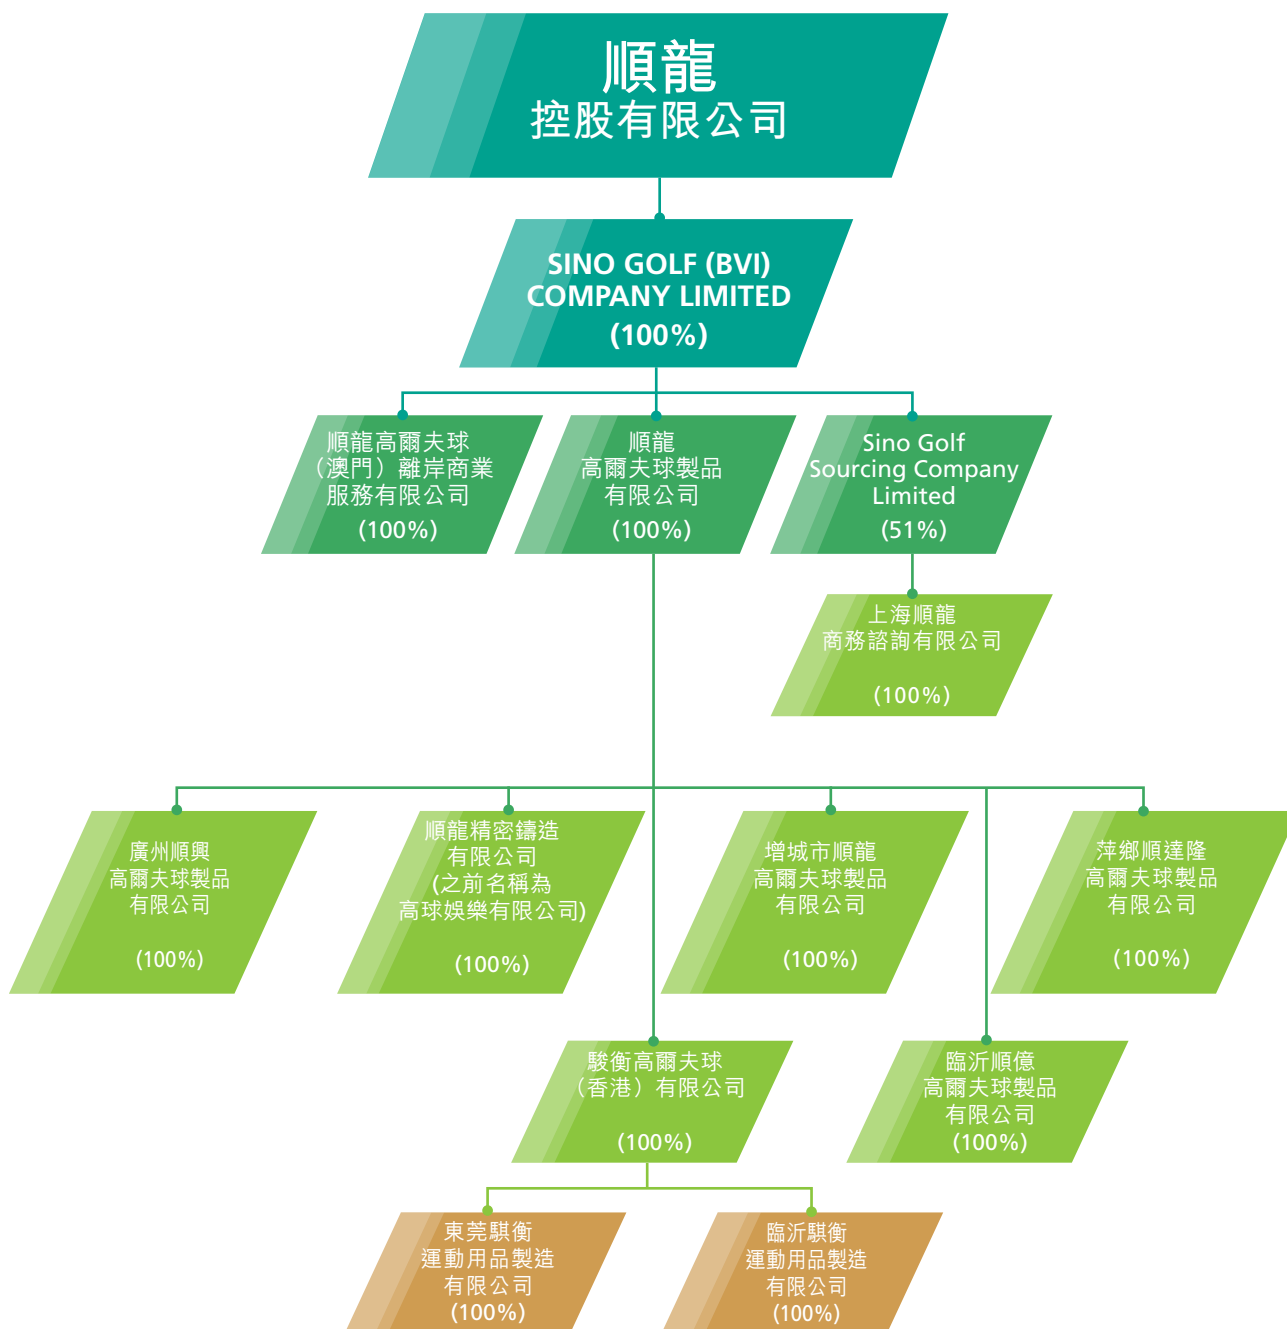 順龍
控股有限公司
SINO GOLF (BVI)
COMPANY LIMITED
(100%)
順龍高爾夫球
（澳門）離岸商業
服務有限公司
(100%)
順龍
高爾夫球製品
有限公司
(100%)
Sino Golf
Sourcing Company
Limited
(51%)
上海順龍
商務諮詢有限公司
(100%)
廣州順興
高爾夫球製品
有限公司
(100%)
順龍精密鑄造
有限公司
(之前名稱為
高球娛樂有限公司)
(100%)
增城市順龍
高爾夫球製品
有限公司
(100%)
萍鄉順達隆
高爾夫球製品
有限公司
(100%)
駿衡高爾夫球
（香港）有限公司
(100%)
臨沂順億
高爾夫球製品
有限公司
(100%)
東莞騏衡
運動用品製造
有限公司
(100%)
臨沂騏衡
運動用品製造
有限公司
(100%)